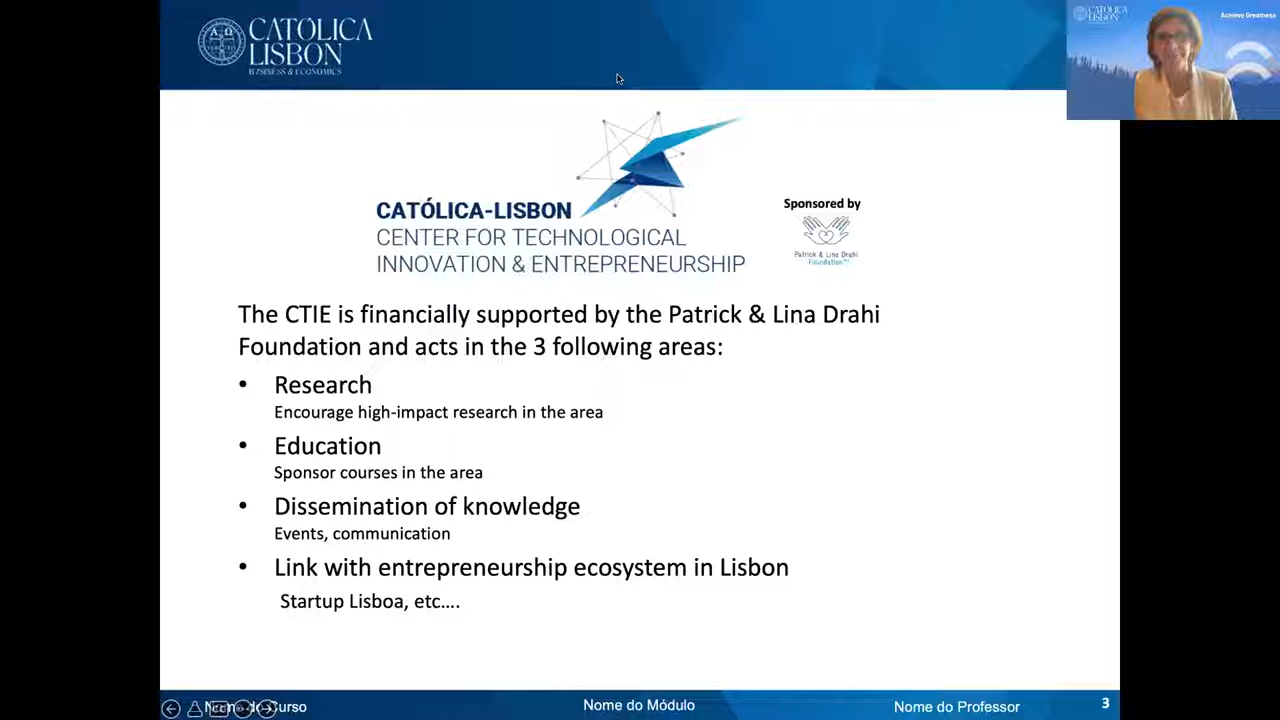 CATÓLICA
LISBON
BUSINESS & ECONOMICS
CATÓLICA
LISBON
Achieve Greatness
CATÓLICA-LISBON
CENTER FOR TECHNOLOGICAL
INNOVATION & ENTREPRENEURSHIP
Sponsored by
Patrick & Lina Drahi
Foundation
The CTIE is financially supported by the Patrick & Lina Drahi
Foundation and acts in the 3 following areas:
• Research
Encourage high-impact research in the area
• Education
Sponsor courses in the area
• Dissemination of knowledge
Events, communication
• Link with entrepreneurship ecosystem in Lisbon
Startup Lisboa, etc....
Nome do Curso
Nome do Módulo
Nome do Professor
3